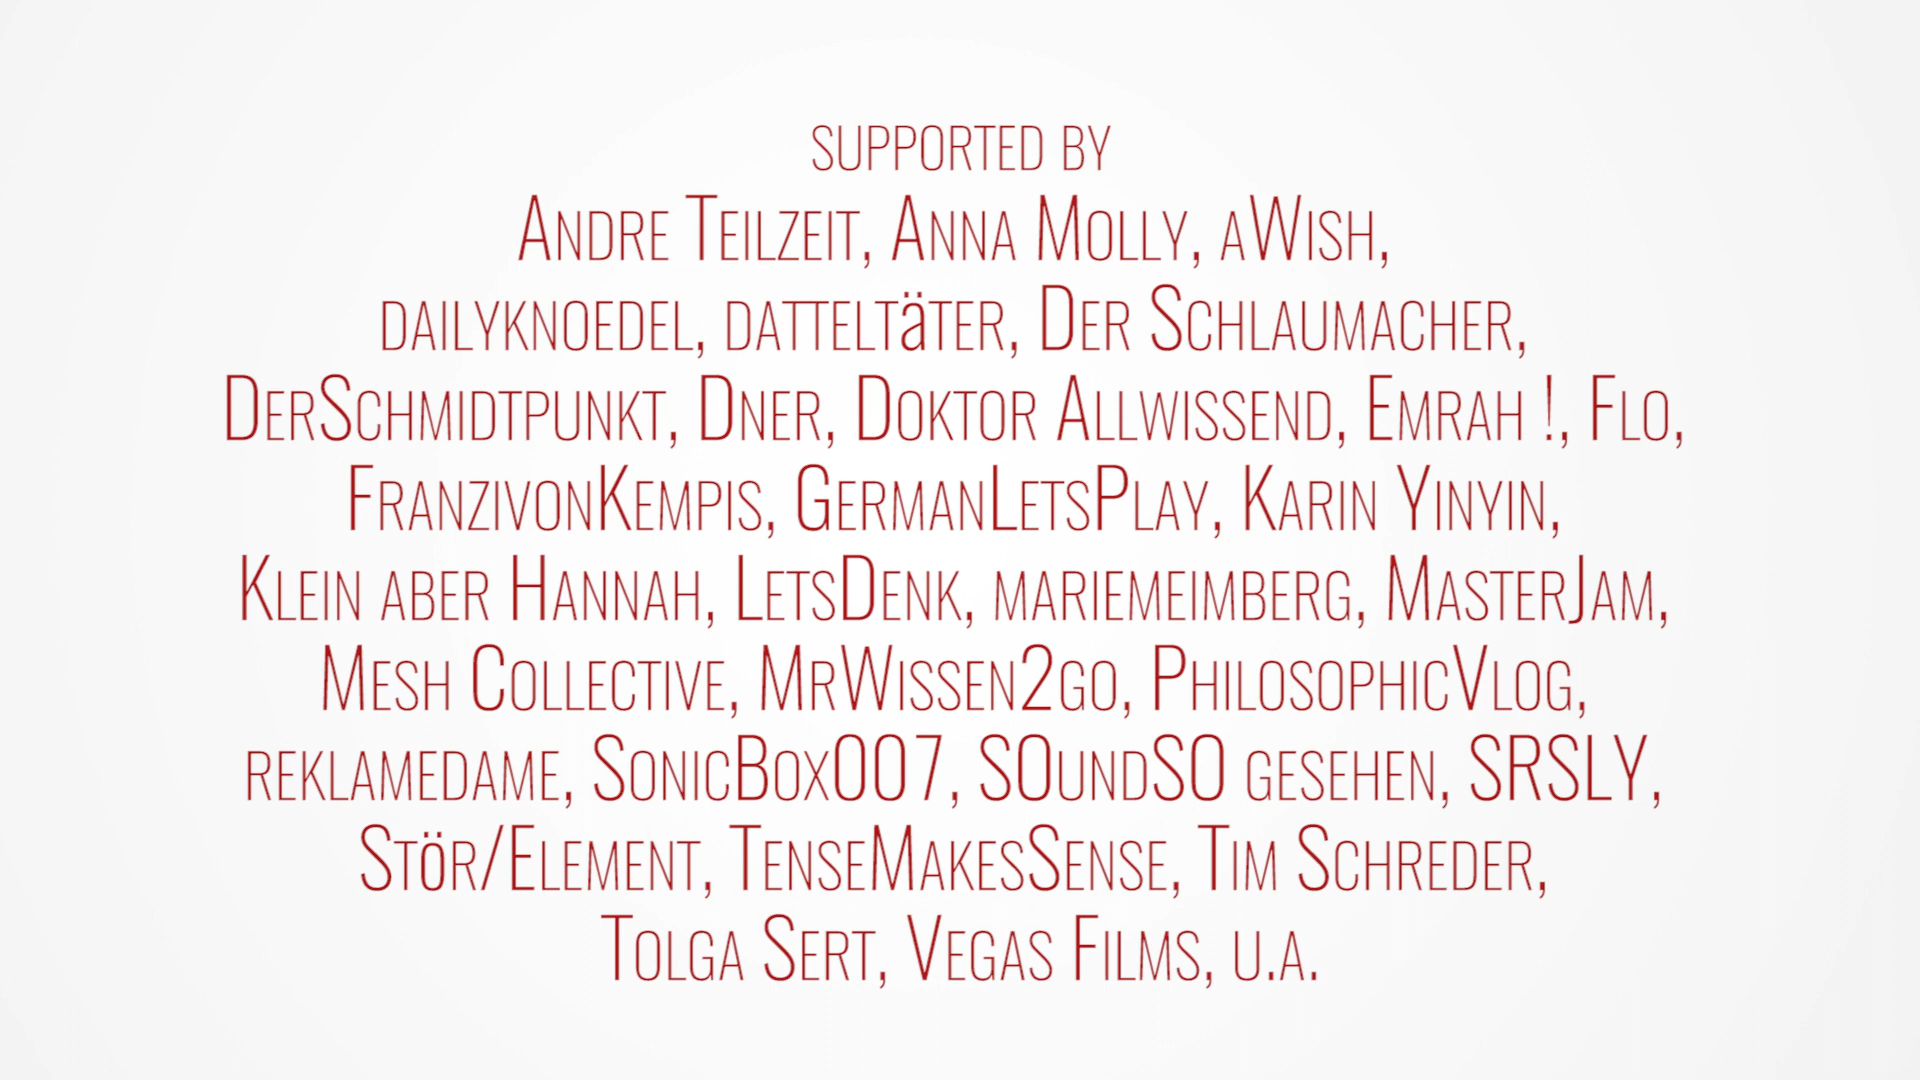 SUPPORTED BY
Andre Teilzeit, Anna Molly, aWish,
dailyknoedel, datteltäter, Der Schlaumacher,
DerSchmidtpunkt, Dner, Doktor Allwissend, Emrah !, Flo,
FranzivonKempis, GermanLetsPlay, Karin Yinyin,
Klein aber Hannah, LetsDenk, mariemeimberg, MasterJam,
Mesh Collective, MrWissen2go, PhilosophicVlog,
reklamedame, SonicBox007, SOundSO gesehen, SRSLY,
Stör/Element, TenseMakesSense, Tim Schreder,
Tolga Sert, Vegas Films, u.a.